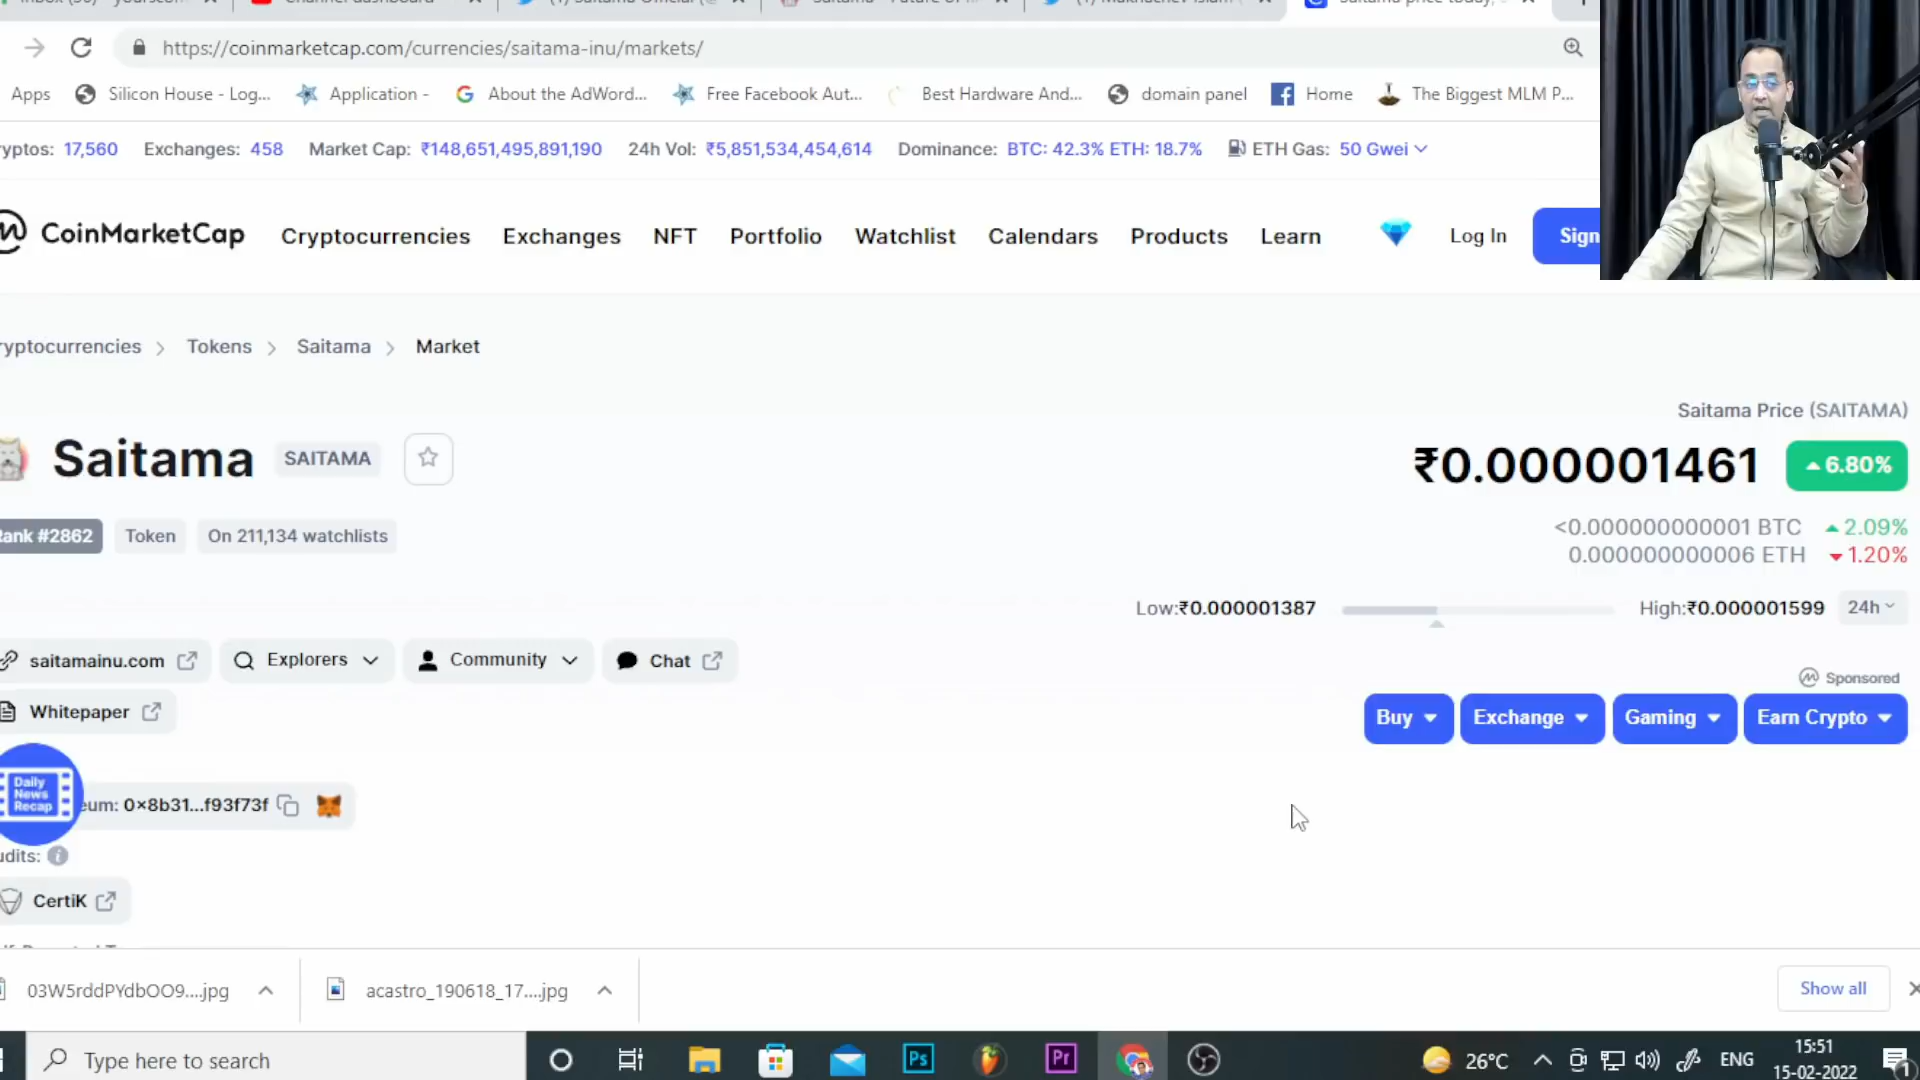 https://coinmarketcap.com/currencies/saitama-inu/markets/
Apps Silicon House - Log... Application - About the AdWord... Free Facebook Aut... Best Hardware And... domain panel Home The Biggest MLM P...
ryptos: 17,560 Exchanges: 458 Market Cap: ₹148,651,495,891,190 24h Vol: ₹5,851,534,454,614 Dominance: BTC: 42.3% ETH: 18.7% ETH Gas: 50 Gwei
CoinMarketCap Cryptocurrencies Exchanges NFT Portfolio Watchlist Calendars Products Learn Log In Sign
ryptocurrencies > Tokens > Saitama > Market
Saitama Price (SAITAMA)
Saitama SAITAMA ₹0.000001461 6.80%
ank #2862 Token On 211,134 watchlists
<0.000000000001 BTC 2.09%
0.000000000006 ETH 1.20%
Low:₹0.000001387 High:₹0.000001599 24h
saitamainu.com Explorers Community Chat
Sponsored
Whitepaper
Buy Exchange Gaming Earn Crypto
Daily
News
Recap
eum: 0x8b31...f93f73f
udits:
CertiK
03W5rddPYdbOO9....jpg acastro_190618_17....jpg Show all
Type here to search Ps Pr 26°C ENG 15:51
15-02-2022 1